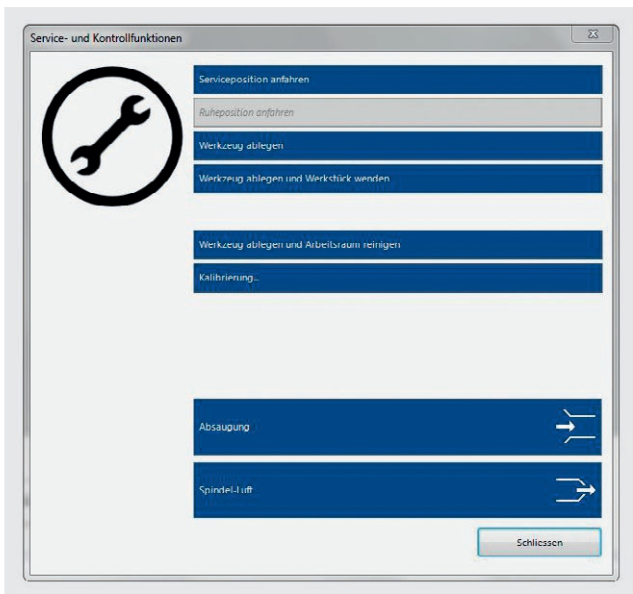 Service- und Kontrollfunktionen
Serviceposition anfahren
Ruheposition anfahren
Werkzeug ablegen
Werkzeug ablegen und Werkstück wenden
Werkzeug ablegen und Arbeitsraum reinigen
Kalibrierung...
Absaugung
Spindel-Luft
Schliessen